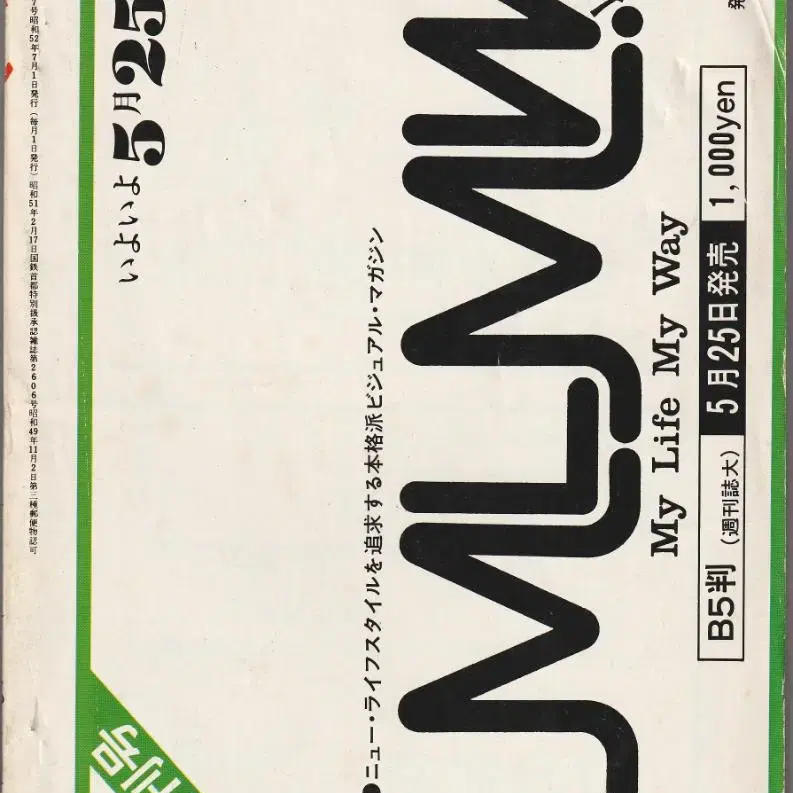 7号昭和52年7月1日発行（毎月1日発行）昭和51年2月17日国鉄首都特別扱承認雑誌第2606号昭和49年11月2日第三種郵便物認可
刊号
いよいよ5月25
●ニュー・ライフスタイルを追求する本格派ビジュアル・マガジン
MLMW
My Life My Way
B5判（週刊誌大）5月25日発売 1,000yen